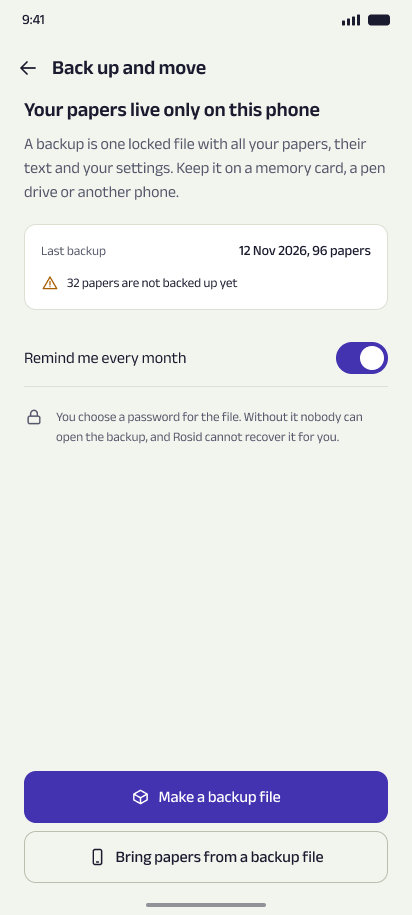 9:41
Back up and move
Your papers live only on this phone
A backup is one locked file with all your papers, their
text and your settings. Keep it on a memory card, a pen
drive or another phone.
Last backup 12 Nov 2026, 96 papers
32 papers are not backed up yet
Remind me every month
You choose a password for the file. Without it nobody can
open the backup, and Rosid cannot recover it for you.
Make a backup file
Bring papers from a backup file